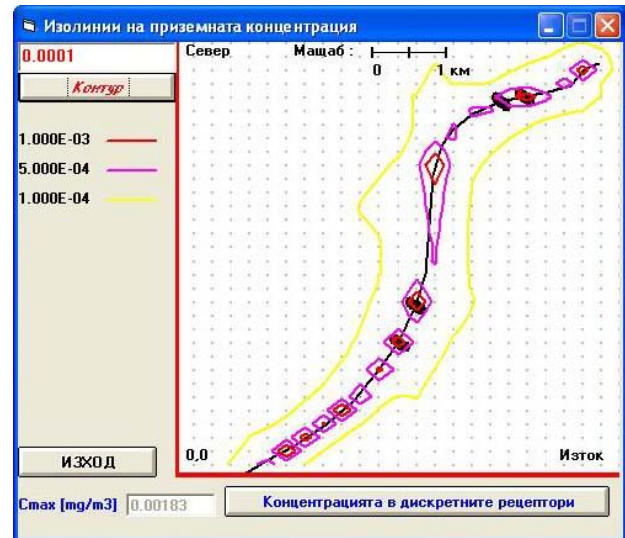 Изолинии на приземната концентрация
0.0001
Контур
1.000E-03
5.000E-04
1.000E-04
Север Мащаб :
0 1 км
0,0 Изток
ИЗХОД
Cmax [mg/m3] 0.00183
Концентрацията в дискретните рецептори